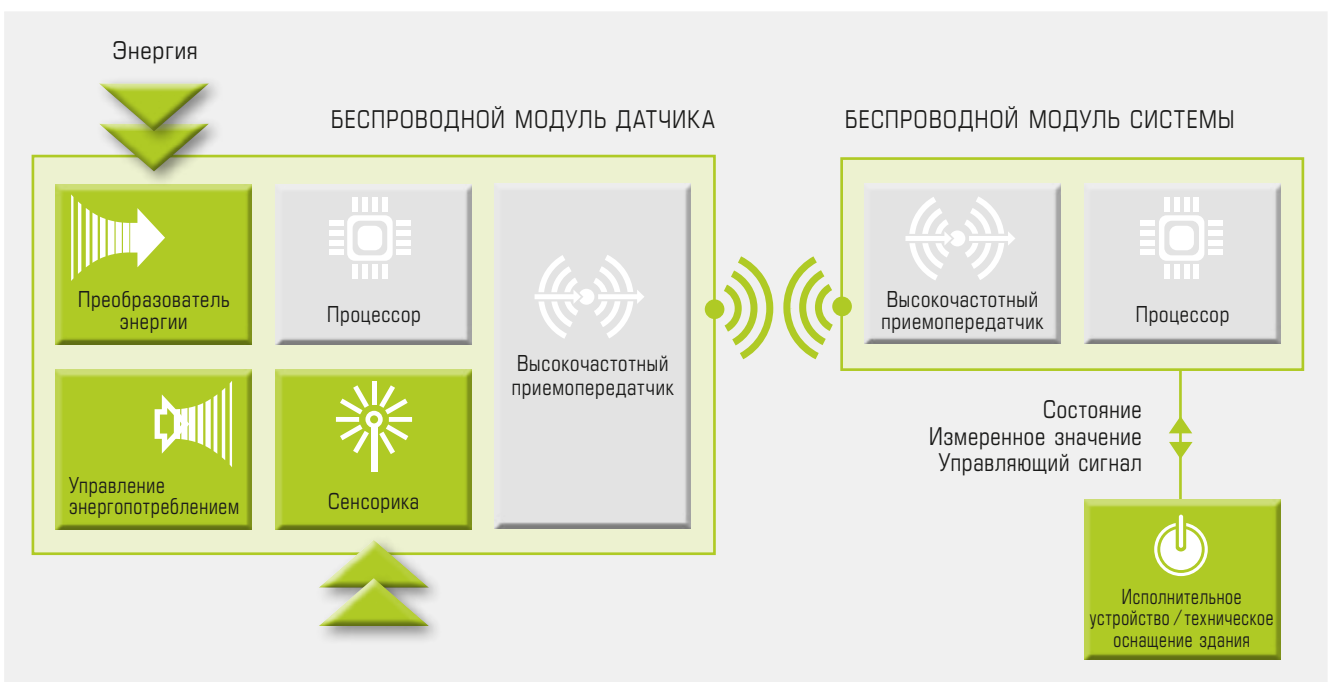 Энергия
БЕСПРОВОДНОЙ МОДУЛЬ ДАТЧИКА
Преобразователь
энергии
Процессор
Высокочастотный
приемопередатчик
Управление
энергопотреблением
Сенсорика
БЕСПРОВОДНОЙ МОДУЛЬ СИСТЕМЫ
Высокочастотный
приемопередатчик
Процессор
Состояние
Измеренное значение
Управляющий сигнал
Исполнительное
устройство / техническое
оснащение здания